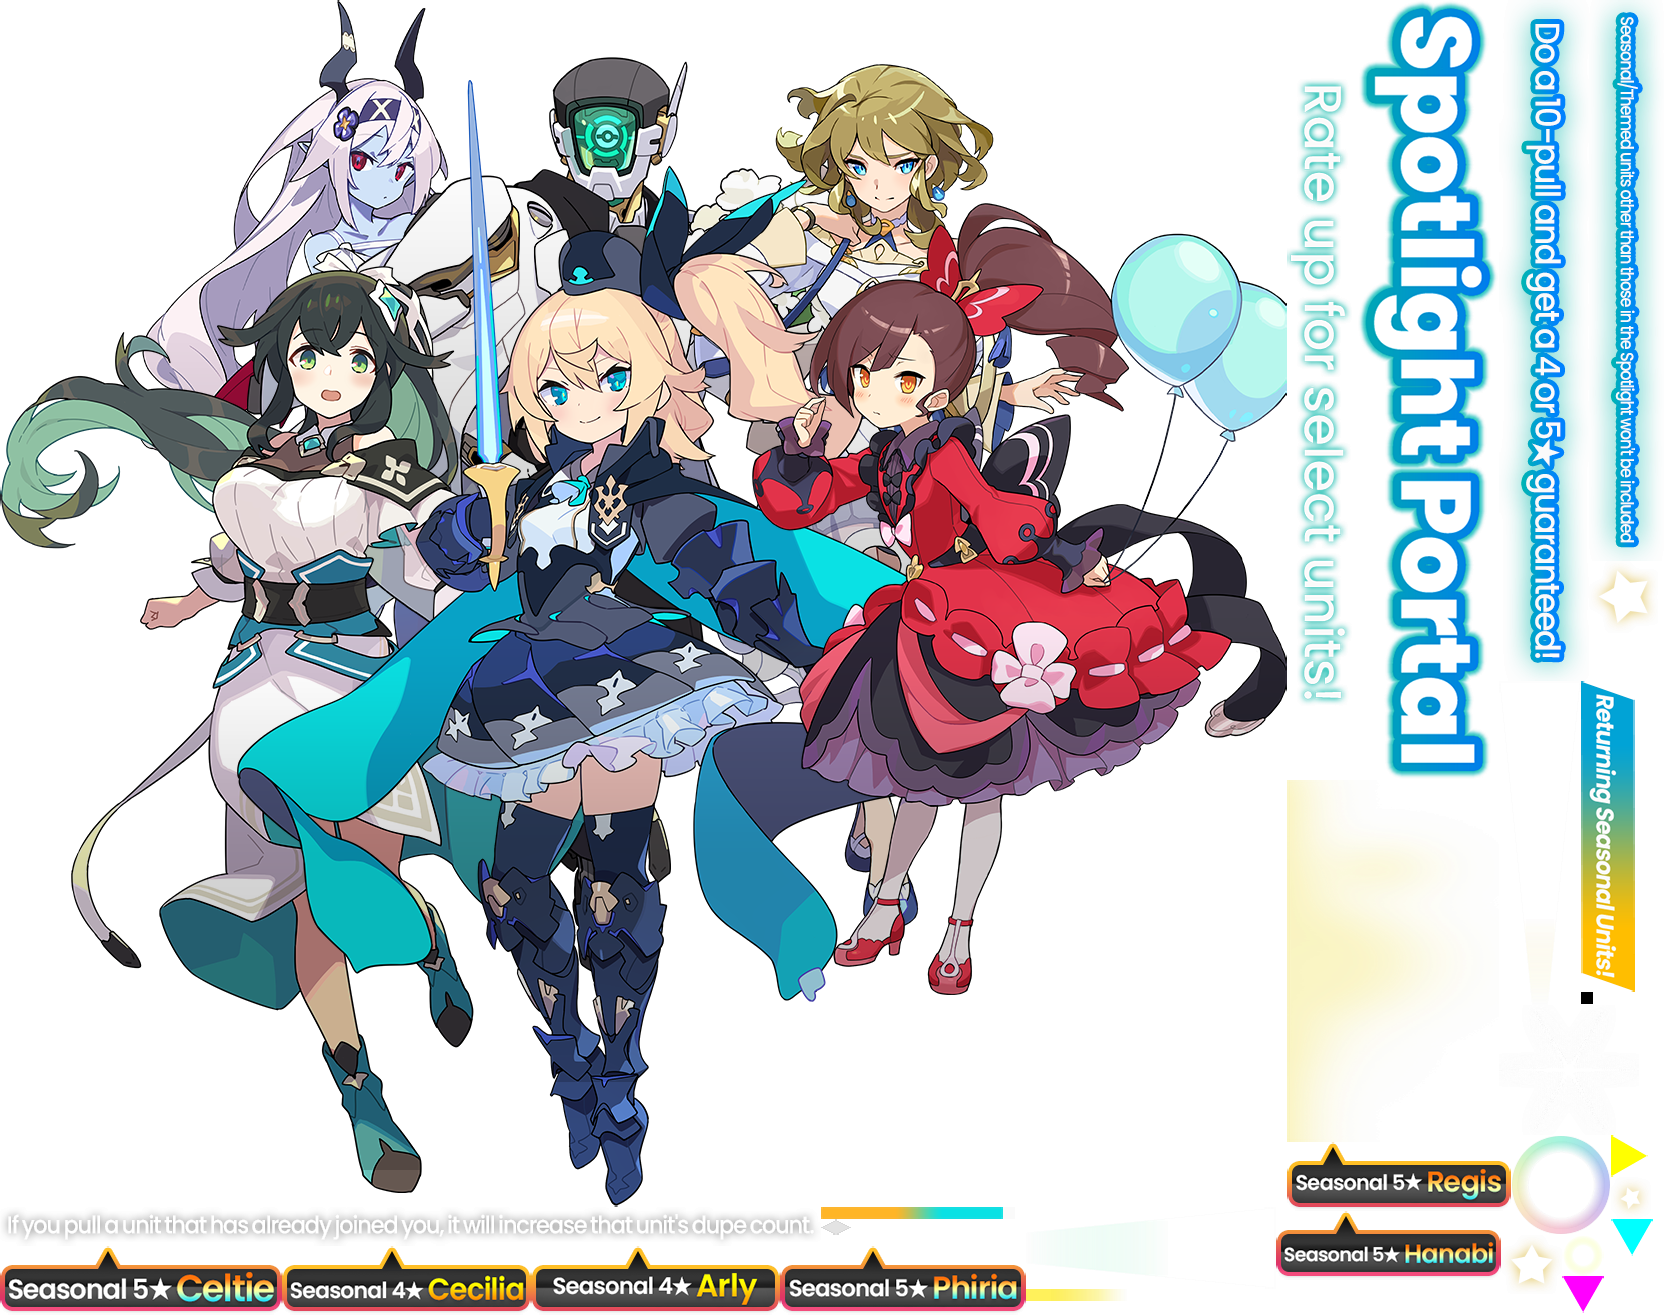 Seasonal/Themed units other than those in the Spotlight won't be included
Do a 10-pull and get a 4 or 5★ guaranteed!
Spotlight Portal
Rate up for select units!
Returning Seasonal Units!
Seasonal 5★ Regis
Seasonal 5★ Hanabi
If you pull a unit that has already joined you, it will increase that unit's dupe count.
Seasonal 5★ Celtie
Seasonal 4★ Cecilia
Seasonal 4★ Arly
Seasonal 5★ Phiria